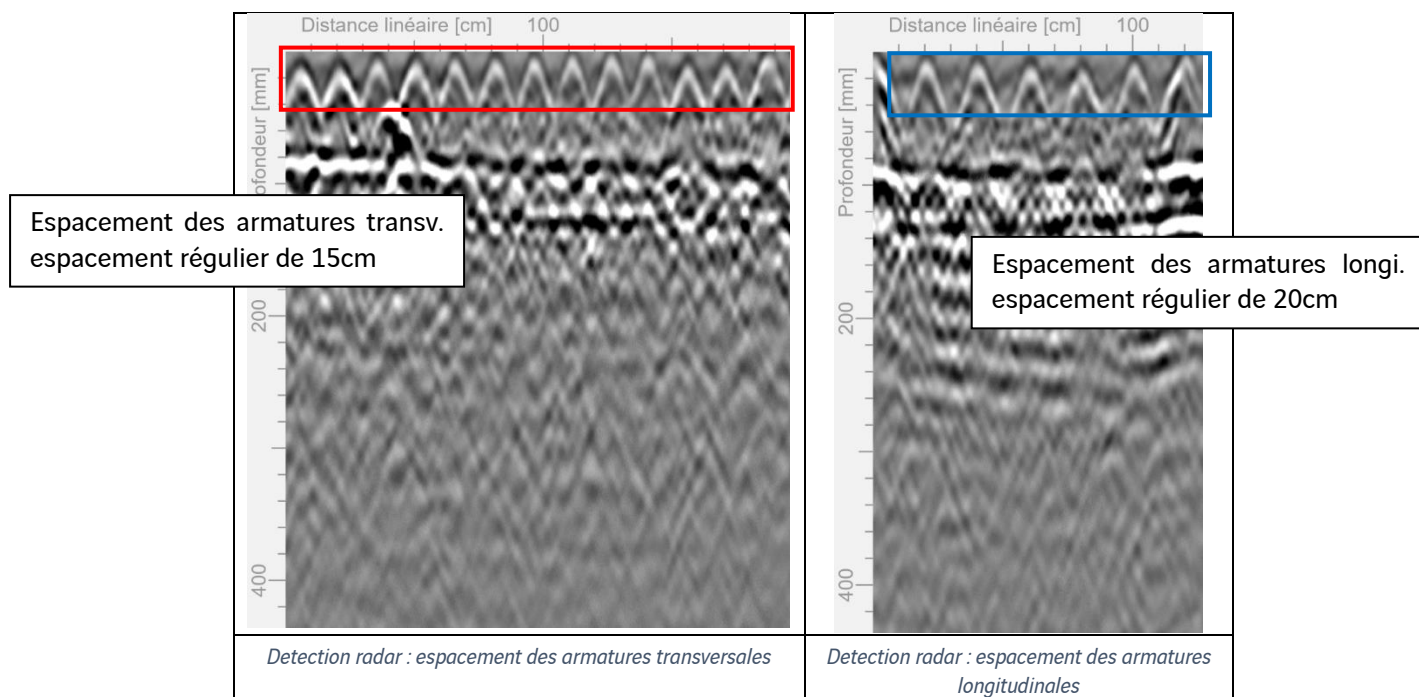 Distance linéaire [cm] 100
Profondeur [mm]
200
400
Espacement des armatures transv.
espacement régulier de 15cm
Detection radar : espacement des armatures transversales
Distance linéaire [cm] 100
Profondeur [mm]
200
400
Espacement des armatures longi.
espacement régulier de 20cm
Detection radar : espacement des armatures
longitudinales